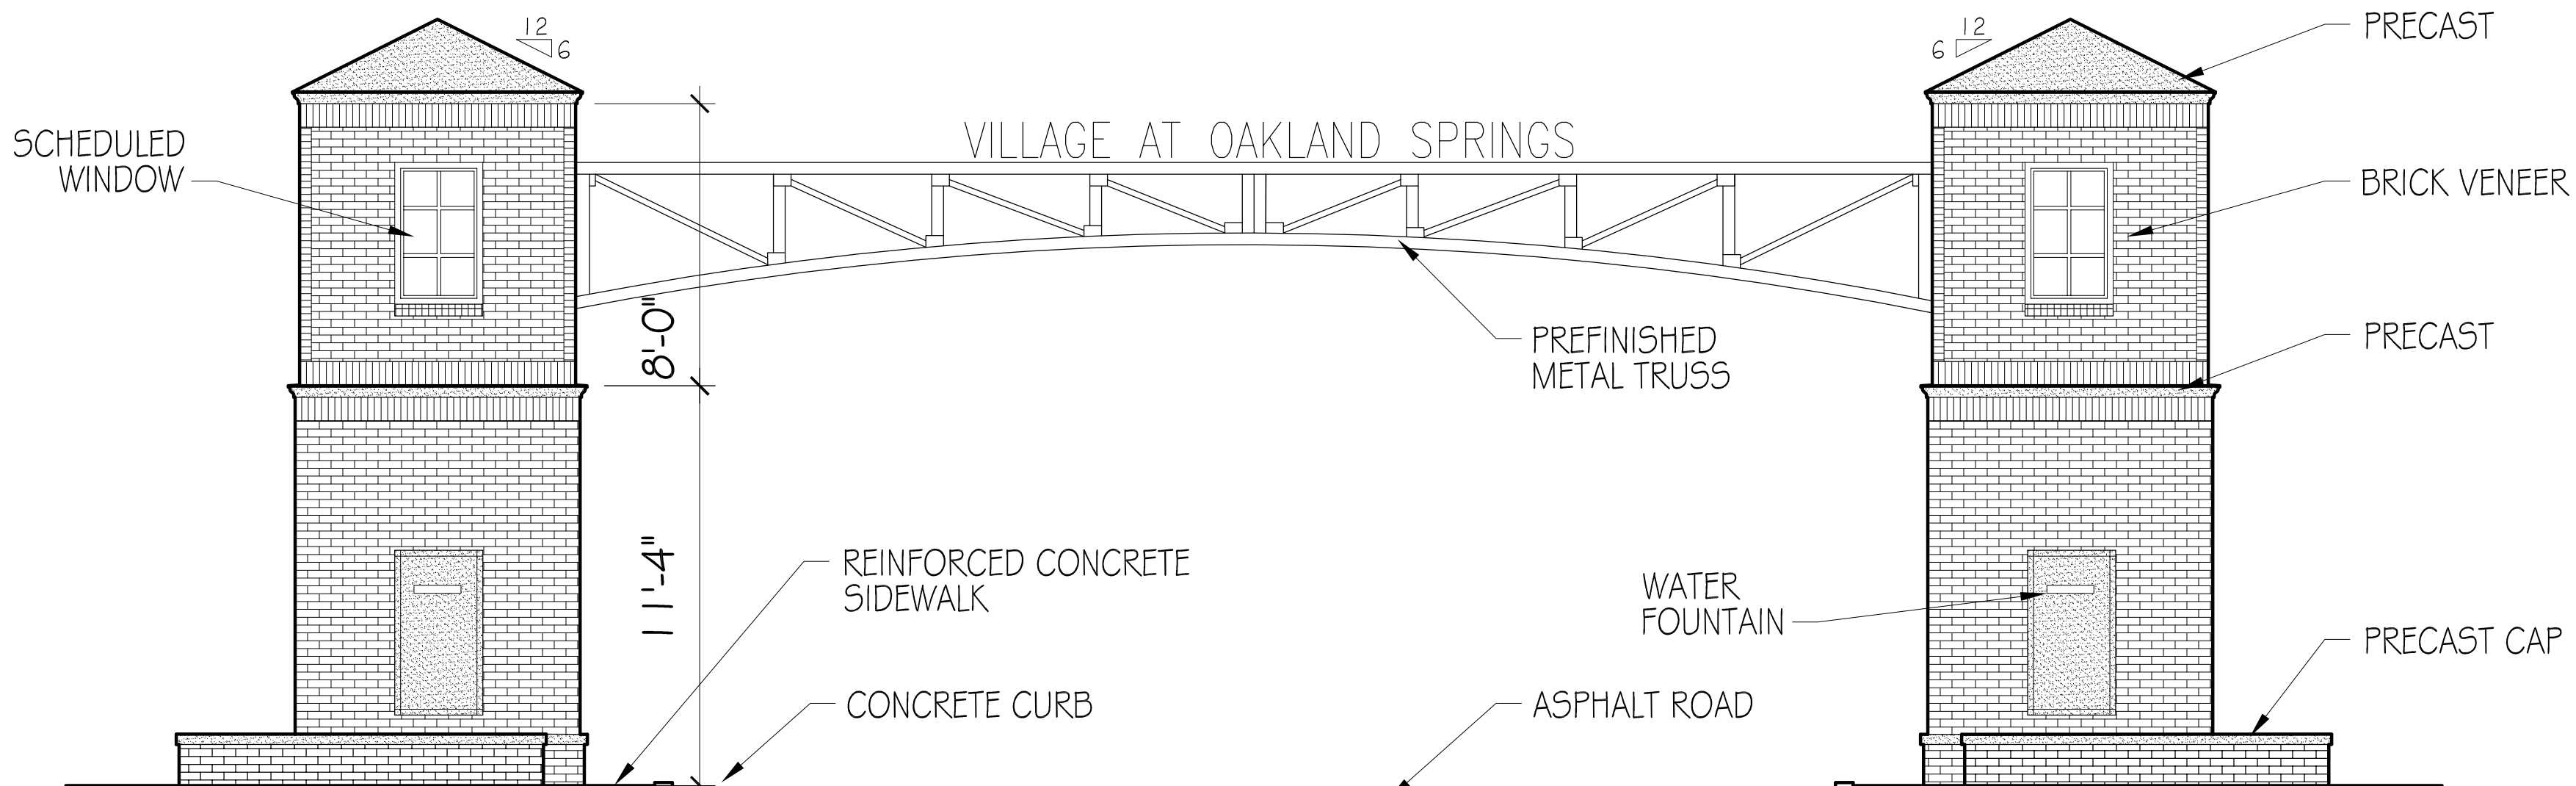 12
6
12
6
PRECAST
VILLAGE AT OAKLAND SPRINGS
SCHEDULED
WINDOW
BRICK VENEER
8'-0"
PREFINISHED
METAL TRUSS
PRECAST
11'-4"
REINFORCED CONCRETE
SIDEWALK
WATER
FOUNTAIN
PRECAST CAP
CONCRETE CURB
ASPHALT ROAD